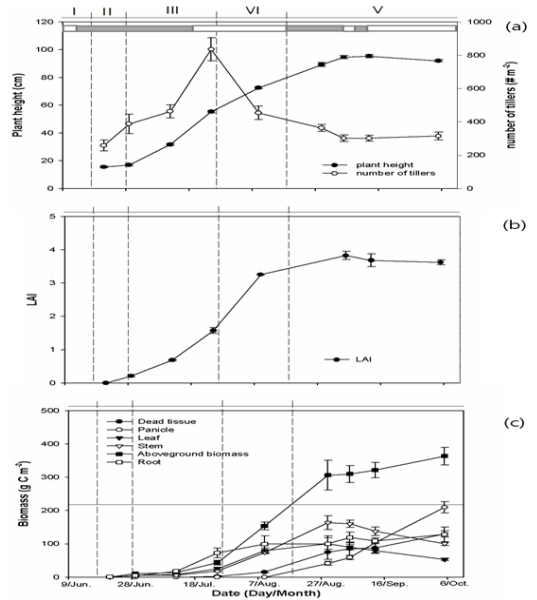 I II III VI V
120 1000
(a)
100 800
80 600
60
40 400
20 200
0 0
Plant height (cm)
number of tillers (# m-2)
plant height
number of tillers
(b)
5
4
3
2
1
0
LAI
LAI
(c)
500
400
300
200
100
0
Biomass (g C m-2)
Dead tissue
Panicle
Leaf
Stem
Aboveground biomass
Root
9/Jun. 28/Jun. 18/Jul. 7/Aug. 27/Aug. 16/Sep. 6/Oct.
Date (Day/Month)